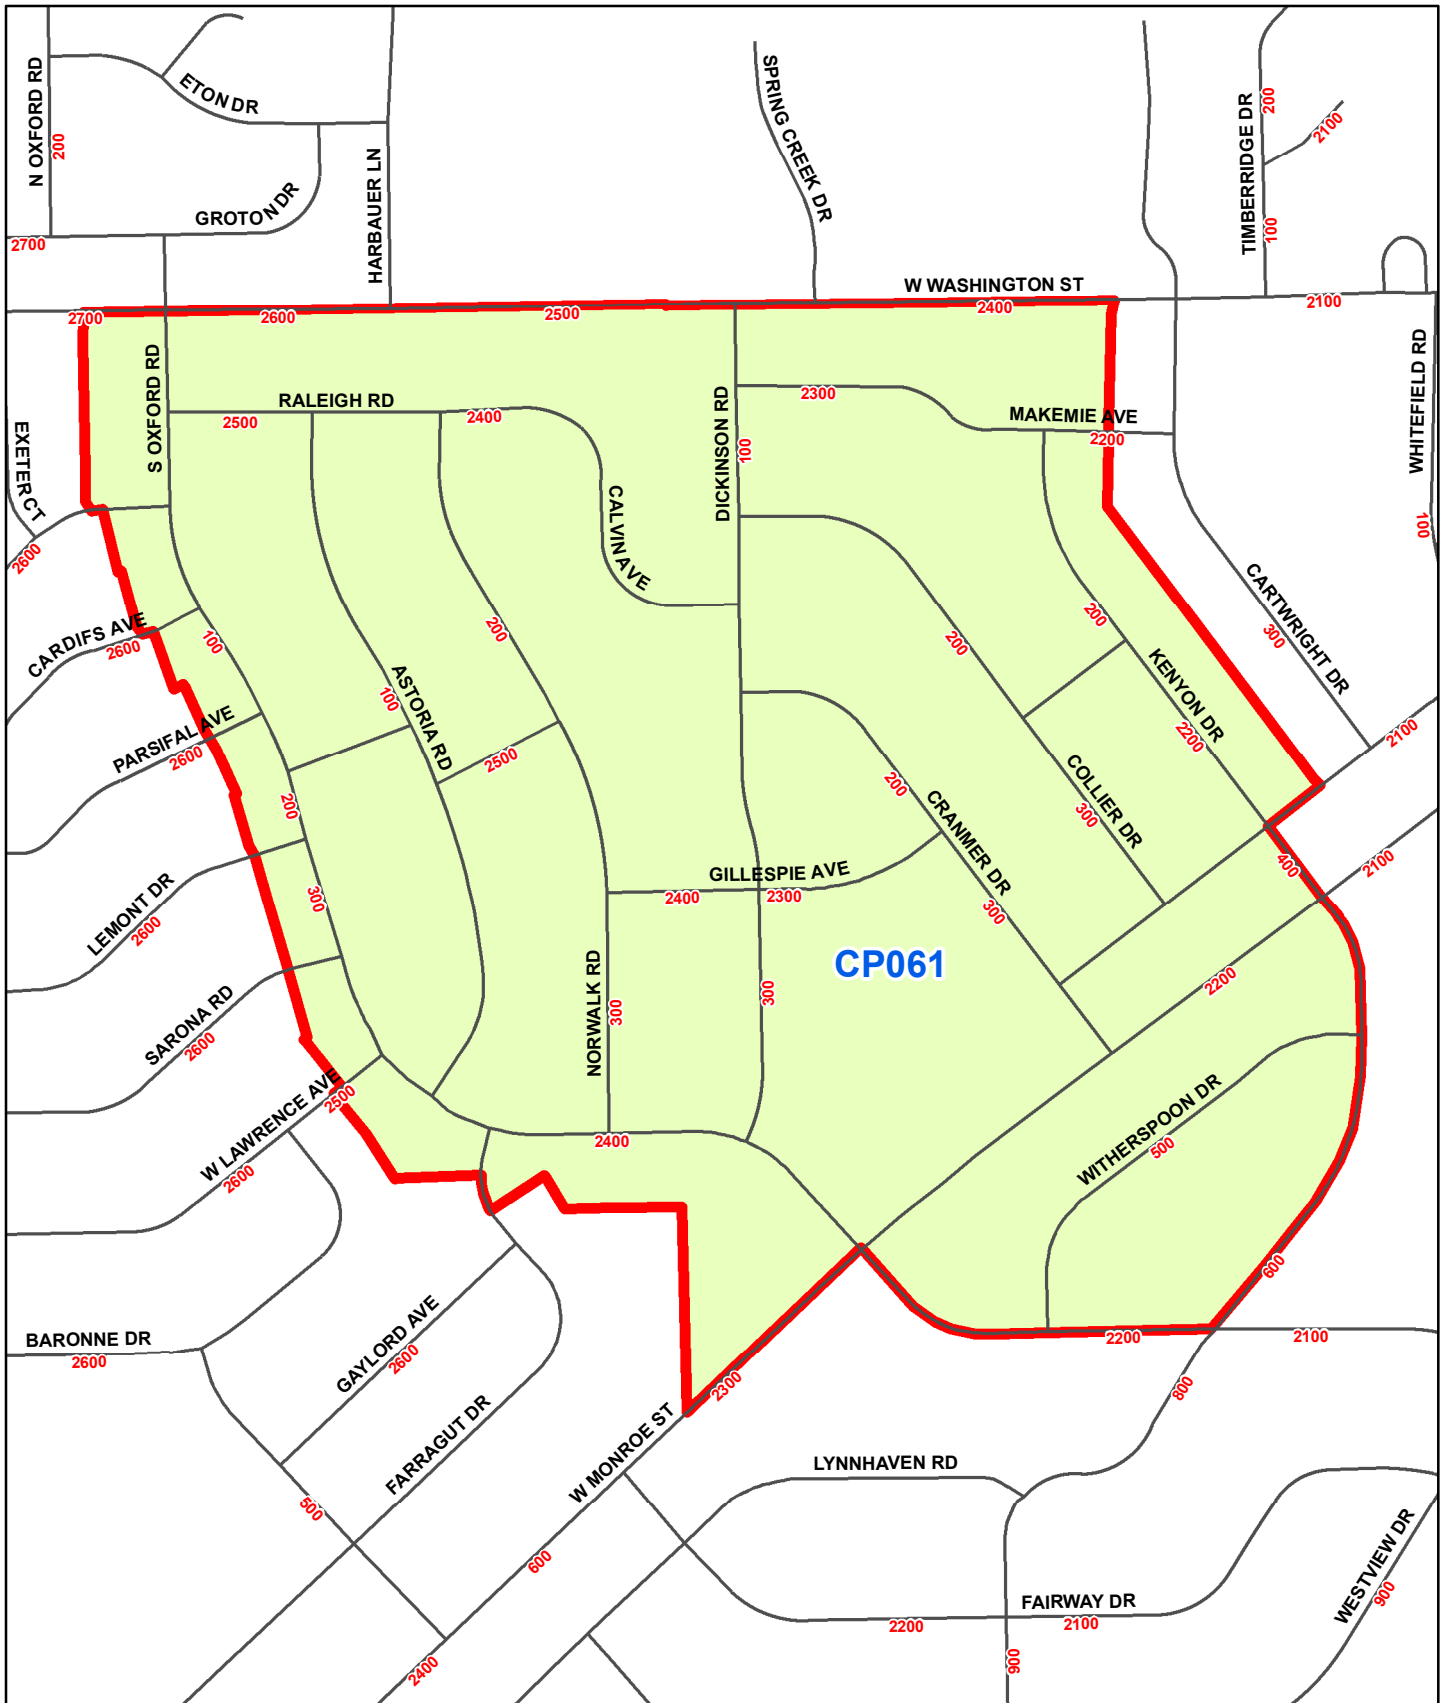 N OXFORD RD
200
ETON DR
GROTON DR
HARBAUER LN
SPRING CREEK DR
TIMBERRIDGE DR
200
2100
100
2700
W WASHINGTON ST
2700
2600
2500
2400
2100
S OXFORD RD
RALEIGH RD
2500
2400
DICKINSON RD
100
2300
MAKEMIE AVE
2200
WHITEFIELD RD
100
EXETER CT
2600
CALVIN AVE
CARTWRIGHT DR
300
CARDIFS AVE
2600
100
200
200
200
KENYON DR
2200
ASTORIA RD
100
PARSIFAL AVE
2600
2500
2100
200
200
CRANMER DR
300
COLLIER DR
300
GILLESPIE AVE
2400
2300
400
2100
LEMONT DR
2600
300
CP061
2200
SARONA RD
2600
NORWALK RD
300
300
W LAWRENCE AVE
2500
2600
2400
WITHERSPOON DR
500
600
BARONNE DR
2600
GAYLORD AVE
2600
2200
2100
2300
800
FARRAGUT DR
W MONROE ST
LYNNHAVEN RD
500
600
FAIRWAY DR
2200
2100
WESTVIEW DR
900
2400
900